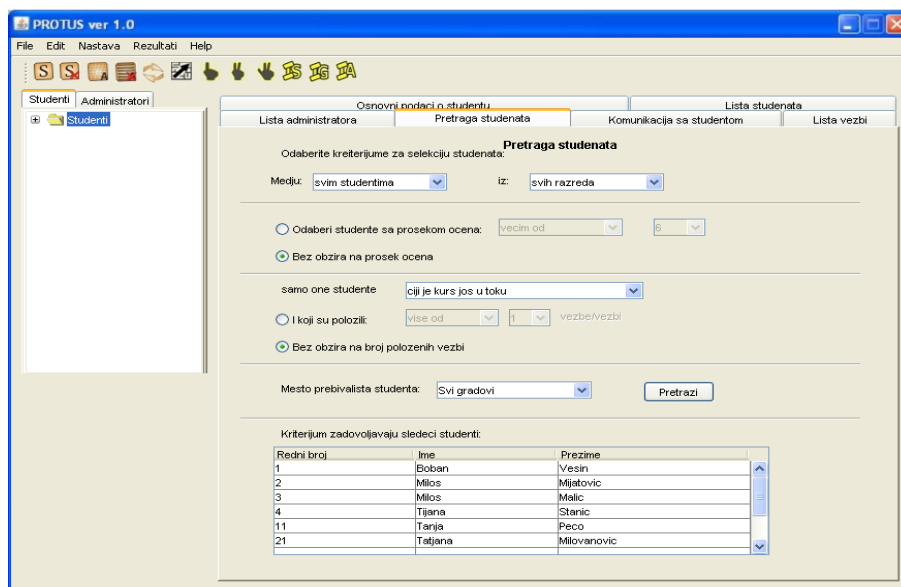 PROTUS ver 1.0
File Edit Nastava Rezultati Help
S S A A S G A
Studenti Administratori
Studenti
Osnovni podaci o studentu Lista studenata
Lista administratora Pretraga studenata Komunikacija sa studentom Lista vezbi
Pretraga studenata
Odaberite kreiterijume za selekciju studenata:
Medju: svim studentima iz: svih razreda
Odaberi studente sa prosekom ocena: vecim od 6
Bez obzira na prosek ocena
samo one studente ciji je kurs jos u toku
I koji su polozili: vise od 1 vezbe/vezbi
Bez obzira na broj polozenih vezbi
Mesto prebivalista studenta: Svi gradovi Pretrazi
Kriterijum zadovoljavaju sledeci studenti:
Redni broj Ime Prezime
1 Boban Vesin
2 Milos Mijatovic
3 Milos Malic
4 Tijana Stanic
11 Tanja Peco
21 Tatjana Milovanovic